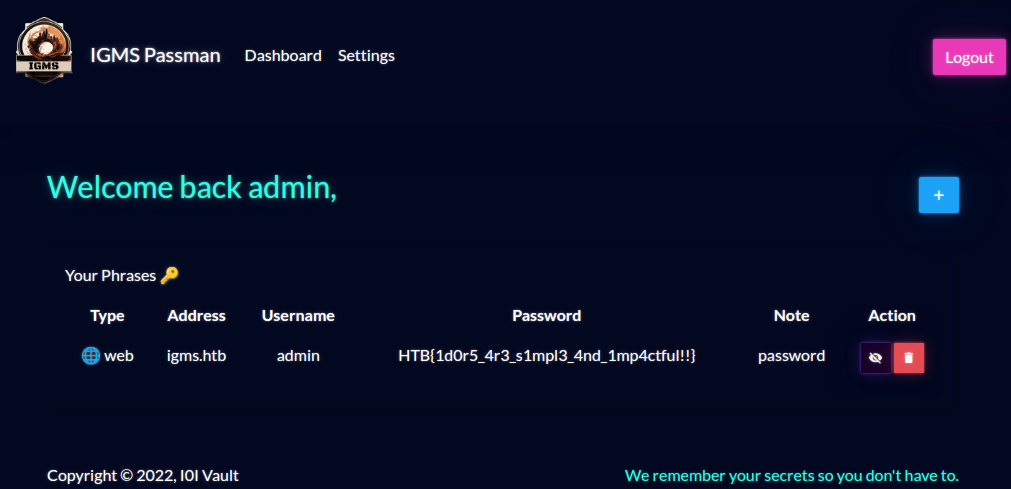 IGMS
IGMS Passman Dashboard Settings Logout
Welcome back admin,
+
Your Phrases 🔑
Type Address Username Password Note Action
🌐 web igms.htb admin HTB{1d0r5_4r3_s1mpl3_4nd_1mp4ctful!!} password
Copyright © 2022, I0I Vault We remember your secrets so you don't have to.